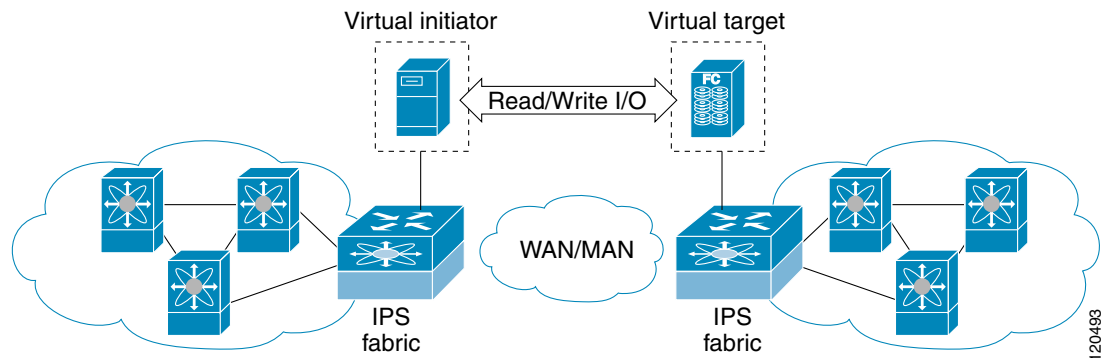 Virtual initiator
Virtual target
FC
Read/Write I/O
WAN/MAN
IPS
fabric
IPS
fabric
120493